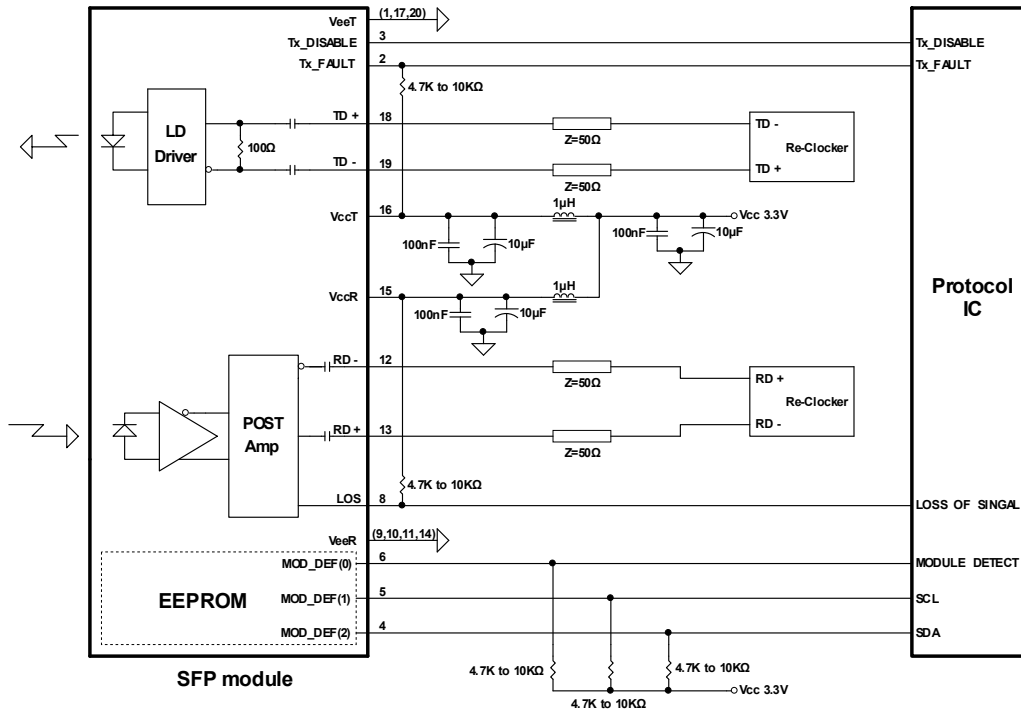 VeeT
(1,17,20)
Tx_DISABLE
3
Tx_DISABLE
Tx_FAULT
2
Tx_FAULT
4.7K to 10KΩ
LD
Driver
100Ω
TD +
18
Z=50Ω
TD -
Re-Clocker
TD -
19
Z=50Ω
TD +
1μH
VccT
16
Vcc 3.3V
100nF
10μF
100nF
10μF
1μH
VccR
15
100nF
10μF
Protocol
IC
RD -
12
Z=50Ω
RD +
Re-Clocker
POST
Amp
RD +
13
Z=50Ω
RD -
4.7K to 10KΩ
LOS
8
LOSS OF SINGAL
VeeR
(9,10,11,14)
MOD_DEF(0)
6
MODULE DETECT
EEPROM
MOD_DEF(1)
5
SCL
MOD_DEF(2)
4
SDA
4.7K to 10KΩ
4.7K to 10KΩ
4.7K to 10KΩ
Vcc 3.3V
SFP module